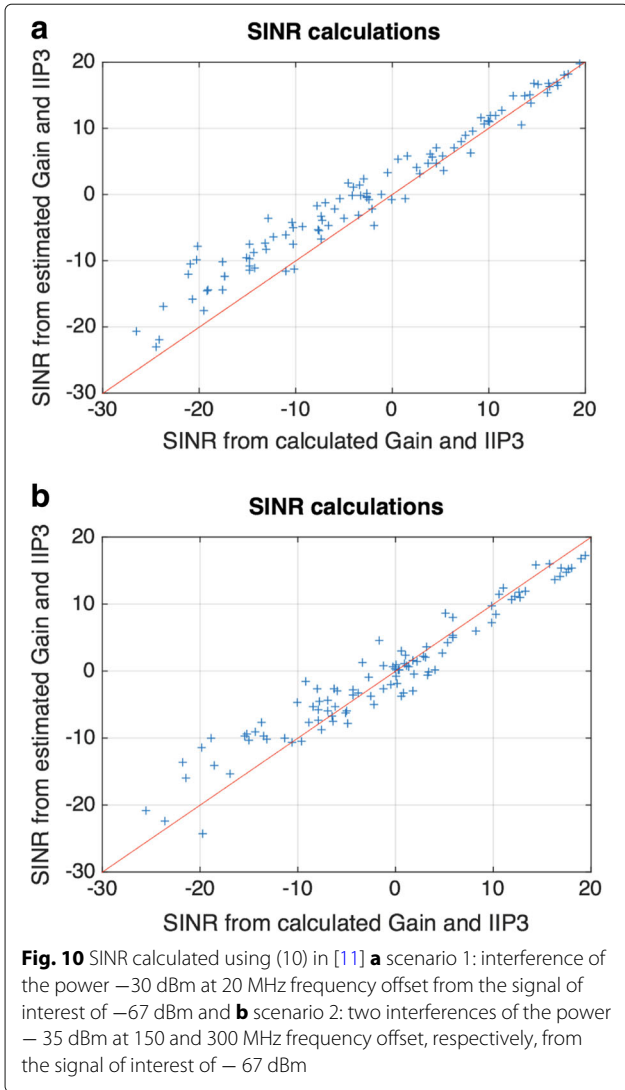 a
SINR calculations
20
10
0
-10
-20
-30
SINR from estimated Gain and IIP3
-30 -20 -10 0 10 20
SINR from calculated Gain and IIP3
b
SINR calculations
20
10
0
-10
-20
-30
SINR from estimated Gain and IIP3
-30 -20 -10 0 10 20
SINR from calculated Gain and IIP3
Fig. 10 SINR calculated using (10) in [11] a scenario 1: interference of
the power −30 dBm at 20 MHz frequency offset from the signal of
interest of −67 dBm and b scenario 2: two interferences of the power
− 35 dBm at 150 and 300 MHz frequency offset, respectively, from
the signal of interest of − 67 dBm